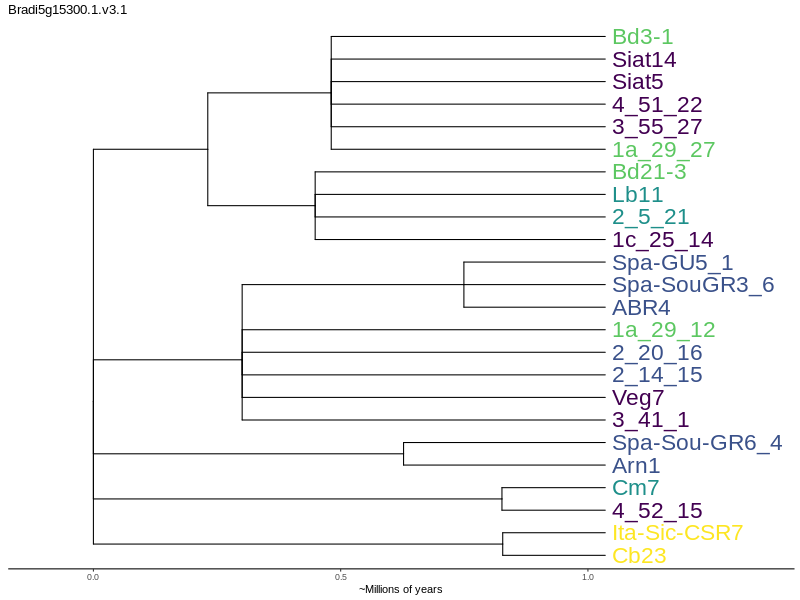 Bradi5g15300.1.v3.1
Bd3-1
Siat14
Siat5
4_51_22
3_55_27
1a_29_27
Bd21-3
Lb11
2_5_21
1c_25_14
Spa-GU5_1
Spa-SouGR3_6
ABR4
1a_29_12
2_20_16
2_14_15
Veg7
3_41_1
Spa-Sou-GR6_4
Arn1
Cm7
4_52_15
Ita-Sic-CSR7
Cb23
0.0 0.5 1.0
~Millions of years